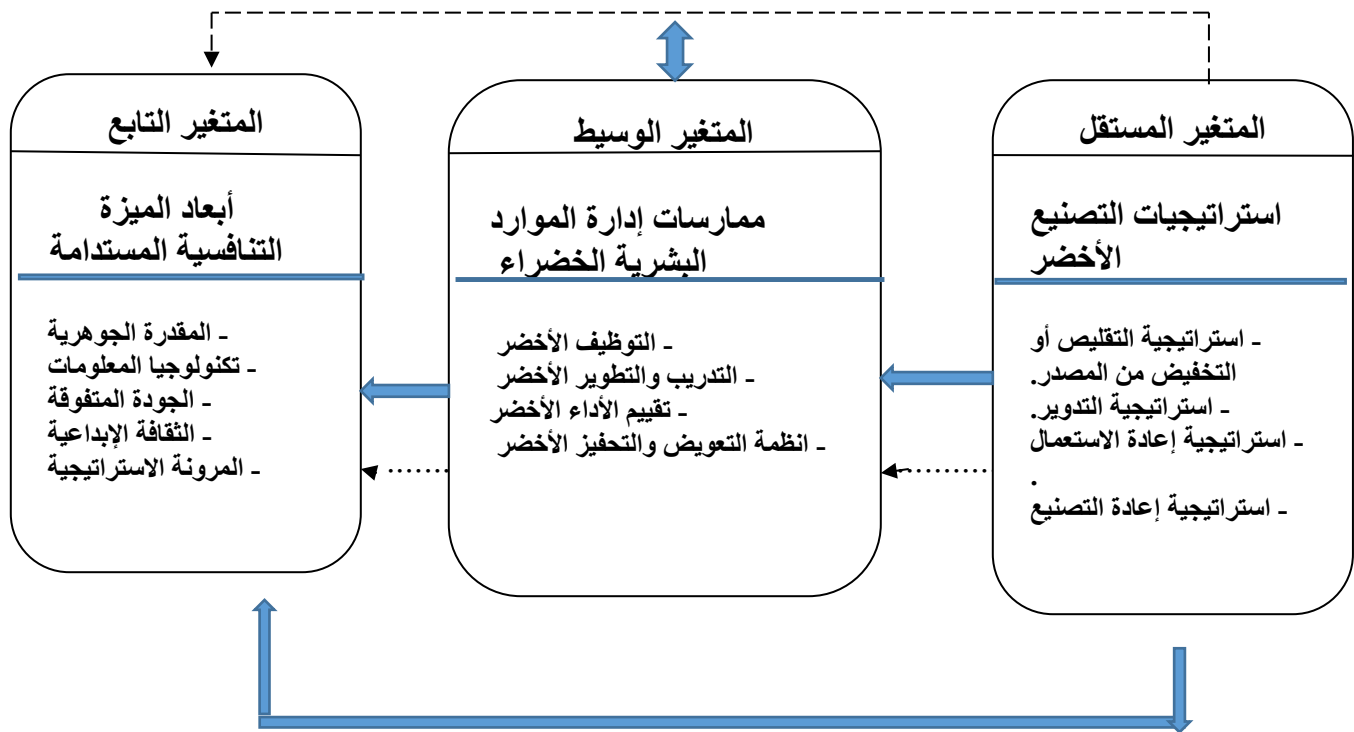 المتغير المستقل
استراتيجيات التصنيع
الأخضر
- استراتيجية التقليص أو
التخفيض من المصدر.
- استراتيجية التدوير.
- استراتيجية إعادة الاستعمال
.
- استراتيجية إعادة التصنيع
المتغير الوسيط
ممارسات إدارة الموارد
البشرية الخضراء
- التوظيف الأخضر
- التدريب والتطوير الأخضر
- تقييم الأداء الأخضر
- انظمة التعويض والتحفيز الأخضر
المتغير التابع
أبعاد الميزة
التنافسية المستدامة
- المقدرة الجوهرية
- تكنولوجيا المعلومات
- الجودة المتفوقة
- الثقافة الإبداعية
- المرونة الاستراتيجية